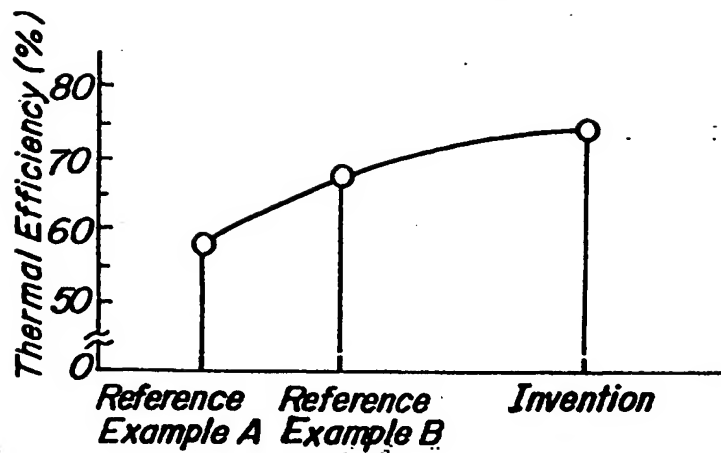 Thermal Efficiency (%)
80
70
60
50
0
Reference
Example A
Reference
Example B
Invention